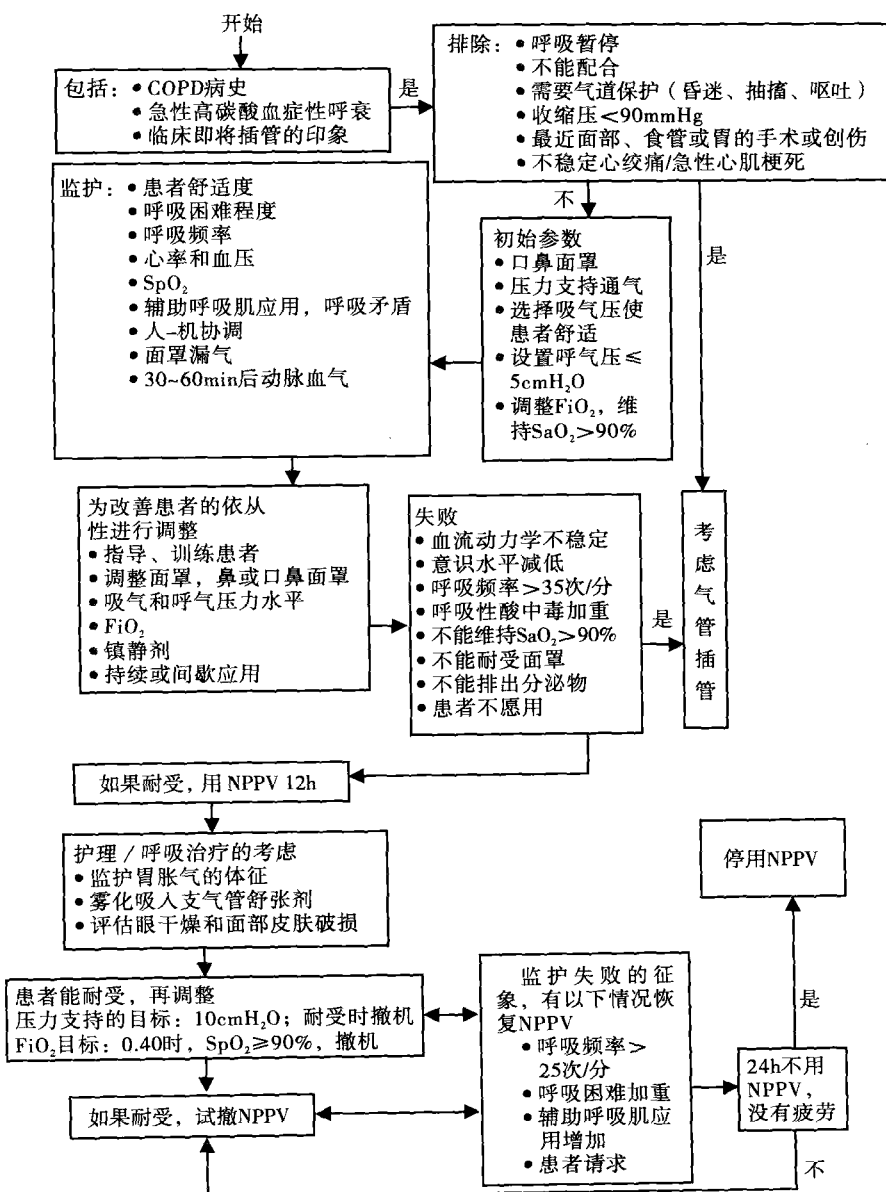 开始
包括：• COPD病史
• 急性高碳酸血症性呼衰
• 临床即将插管的印象
是
排除：• 呼吸暂停
• 不能配合
• 需要气道保护（昏迷、抽搐、呕吐）
• 收缩压＜90mmHg
• 最近面部、食管或胃的手术或创伤
• 不稳定心绞痛/急性心肌梗死
不
是
初始参数
• 口鼻面罩
• 压力支持通气
• 选择吸气压使
患者舒适
• 设置呼气压≤
5cmH₂O
• 调整FiO₂，维
持SaO₂＞90%
监护：• 患者舒适度
• 呼吸困难程度
• 呼吸频率
• 心率和血压
• SpO₂
• 辅助呼吸肌应用，呼吸矛盾
• 人-机协调
• 面罩漏气
• 30~60min后动脉血气
为改善患者的依从
性进行调整
• 指导、训练患者
• 调整面罩，鼻或口鼻面罩
• 吸气和呼气压力水平
• FiO₂
• 镇静剂
• 持续或间歇应用
失败
• 血流动力学不稳定
• 意识水平减低
• 呼吸频率＞35次/分
• 呼吸性酸中毒加重
• 不能维持SaO₂＞90%
• 不能耐受面罩
• 不能排出分泌物
• 患者不愿用
是
考虑气管插管
如果耐受，用 NPPV 12h
护理／呼吸治疗的考虑
• 监护胃胀气的体征
• 雾化吸入支气管舒张剂
• 评估眼干燥和面部皮肤破损
患者能耐受，再调整
压力支持的目标：10cmH₂O；耐受时撤机
FiO₂目标：0.40时，SpO₂≥90%，撤机
如果耐受，试撤NPPV
监护失败的征
象，有以下情况恢
复NPPV
• 呼吸频率＞
25次/分
• 呼吸困难加重
• 辅助呼吸肌应
用增加
• 患者请求
24h不用
NPPV，
没有疲劳
是
停用NPPV
不